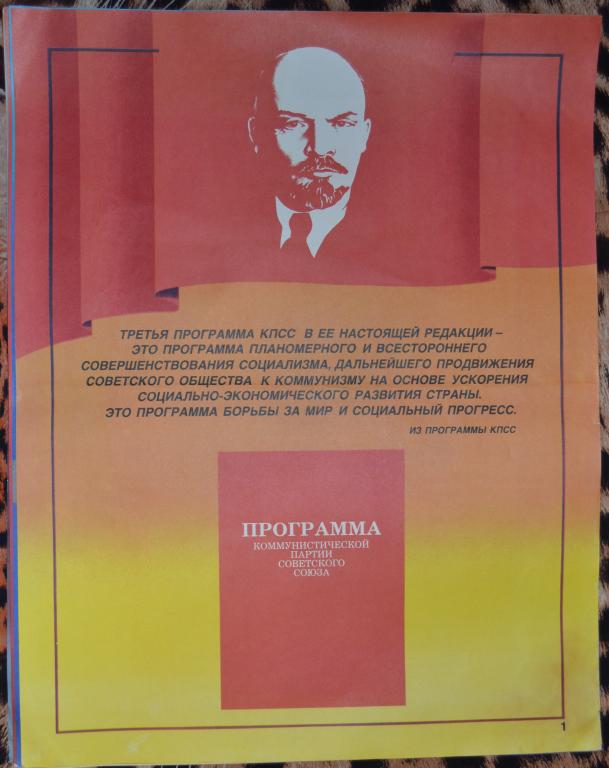 ТРЕТЬЯ ПРОГРАММА КПСС В ЕЕ НАСТОЯЩЕЙ РЕДАКЦИИ –
ЭТО ПРОГРАММА ПЛАНОМЕРНОГО И ВСЕСТОРОННЕГО
СОВЕРШЕНСТВОВАНИЯ СОЦИАЛИЗМА, ДАЛЬНЕЙШЕГО ПРОДВИЖЕНИЯ
СОВЕТСКОГО ОБЩЕСТВА К КОММУНИЗМУ НА ОСНОВЕ УСКОРЕНИЯ
СОЦИАЛЬНО-ЭКОНОМИЧЕСКОГО РАЗВИТИЯ СТРАНЫ.
ЭТО ПРОГРАММА БОРЬБЫ ЗА МИР И СОЦИАЛЬНЫЙ ПРОГРЕСС.
ИЗ ПРОГРАММЫ КПСС
ПРОГРАММА
КОММУНИСТИЧЕСКОЙ
ПАРТИИ
СОВЕТСКОГО
СОЮЗА
1